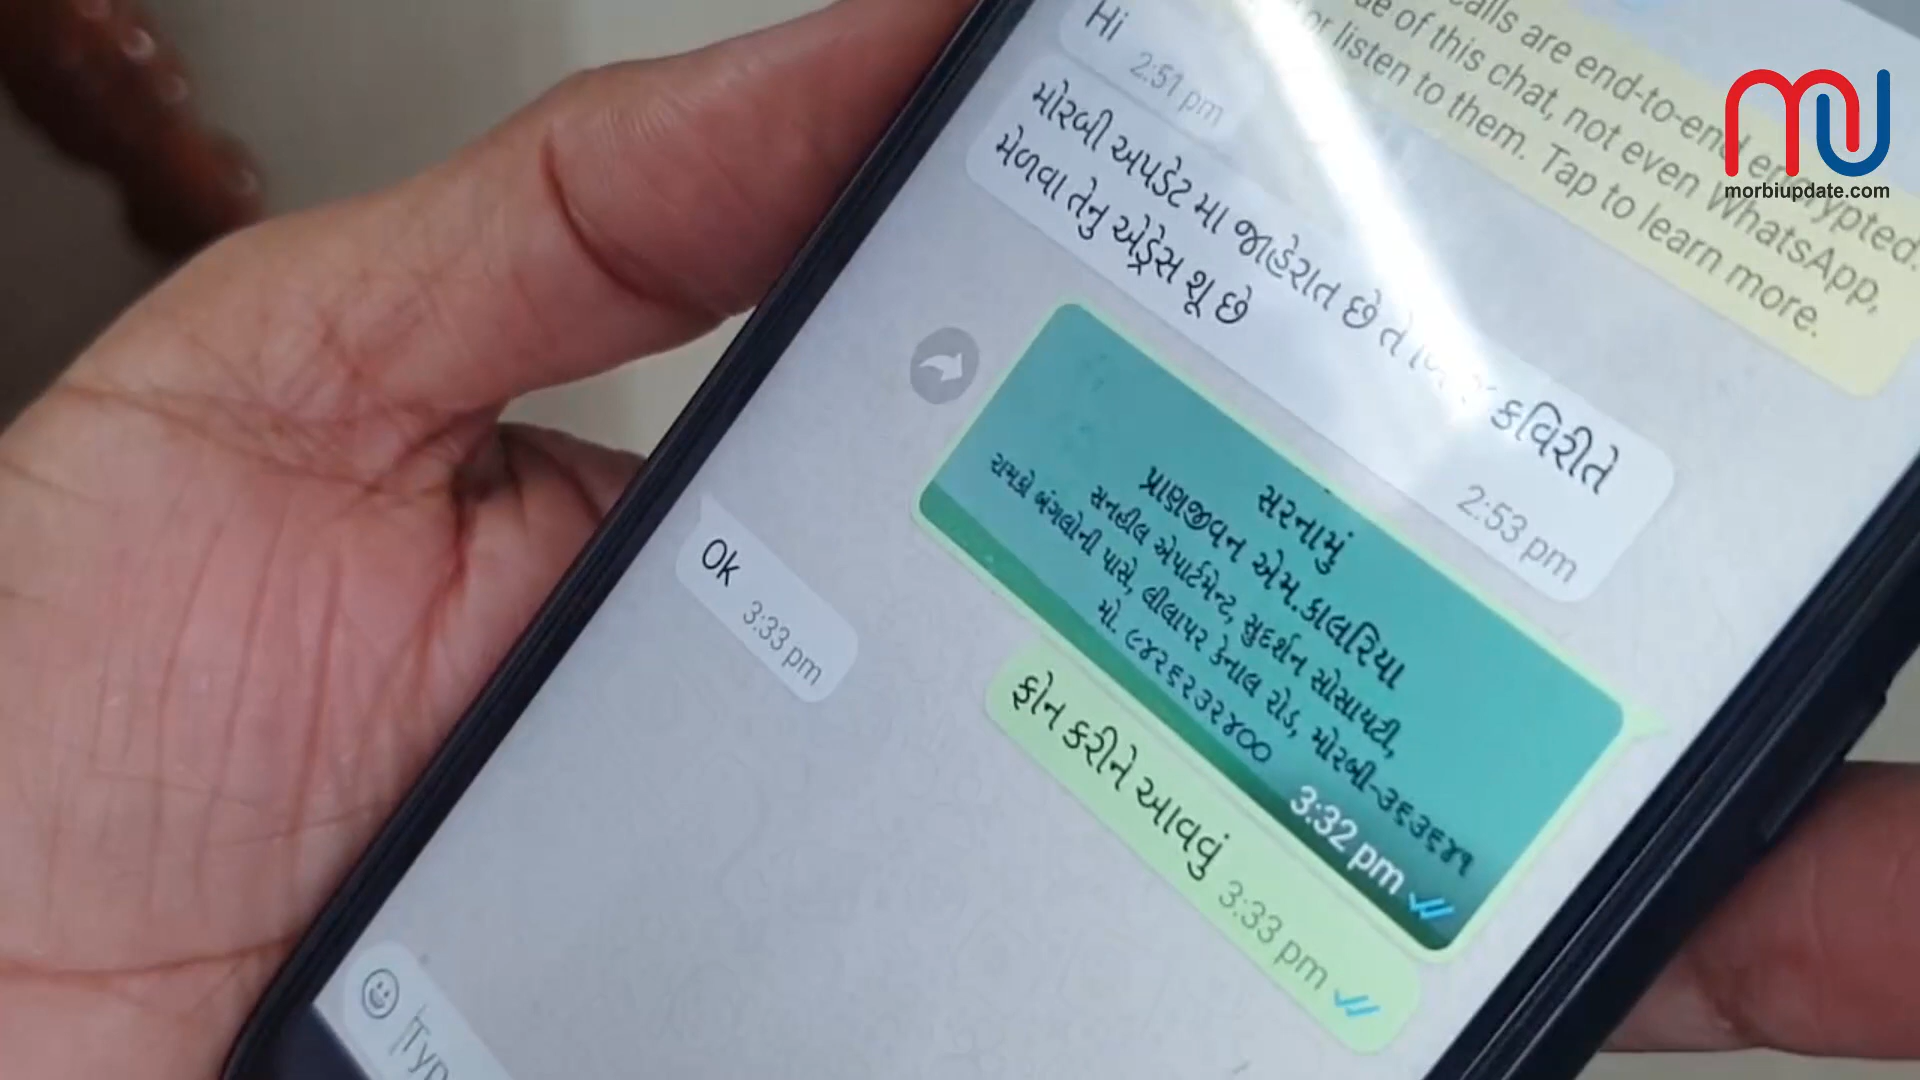 alls are end-to-end encrypted.
of this chat, not even WhatsApp,
or listen to them. Tap to learn more.
morbiupdate.com
Hi
2:51 pm
મોરબી અપડેટ મા જાહેરાત છે તે કવિરીતે
મેળવા તેનુ એડ્રેસ શૂ છે
2:53 pm
સરનામું
પ્રાણજીવન એમ.કાલરિયા
સનહીલ એપાર્ટમેન્ટ, સુદર્શન સોસાયટી,
રામકો બંગલોની પાસે, લીલાપર કેનાલ રોડ, મોરબી-૩૬૩૬૪૧
મો. ૯૪૨૬૨૩૨૪૦૦
3:32 pm
ફોન કરીને આવવું
3:33 pm
Ok
3:33 pm